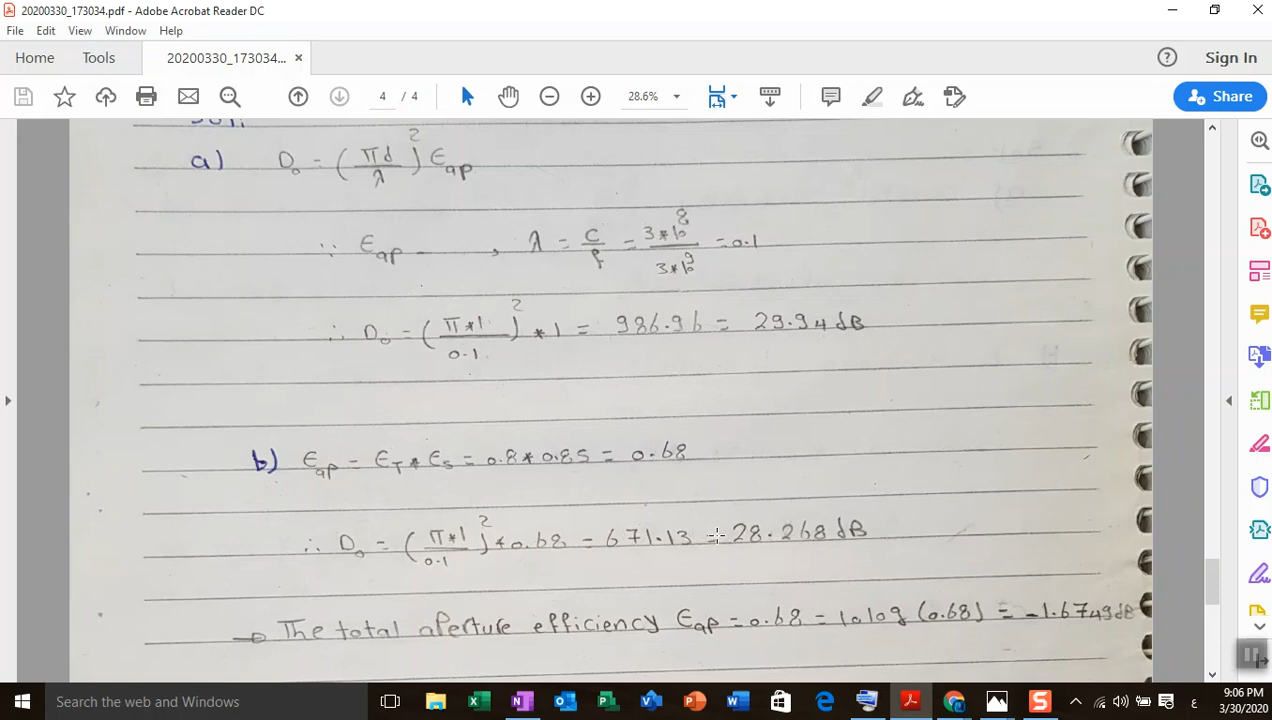 20200330_173034.pdf - Adobe Acrobat Reader DC
File Edit View Window Help
Home Tools 20200330_173034... ×
Sign In
4 / 4
28.6%
Share
a) D₀ = (πd/λ)² ϵap
∵ ϵap → λ = c/f = 3*10⁸/3*10⁹ = 0.1
∴ D₀ = (π*1/0.1)² * 1 = 986.96 = 29.94 dB
b) ϵap = ϵT * ϵs = 0.8 * 0.85 = 0.68
∴ D₀ = (π*1/0.1)² * 0.68 = 671.13 = 28.268 dB
→ The total aperture efficiency ϵap = 0.68 = 10 log (0.68) = -1.6749 dB
Search the web and Windows
ع
9:06 PM
3/30/2020